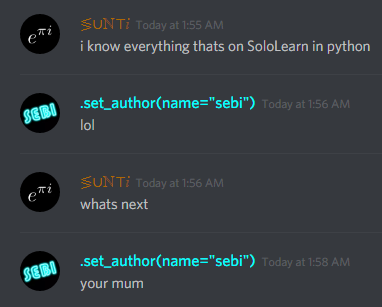 e^{πi}
ꕷUNTi Today at 1:55 AM
i know everything thats on SoloLearn in python
SEBI
.set_author(name="sebi") Today at 1:56 AM
lol
e^{πi}
ꕷUNTi Today at 1:56 AM
whats next
SEBI
.set_author(name="sebi") Today at 1:58 AM
your mum